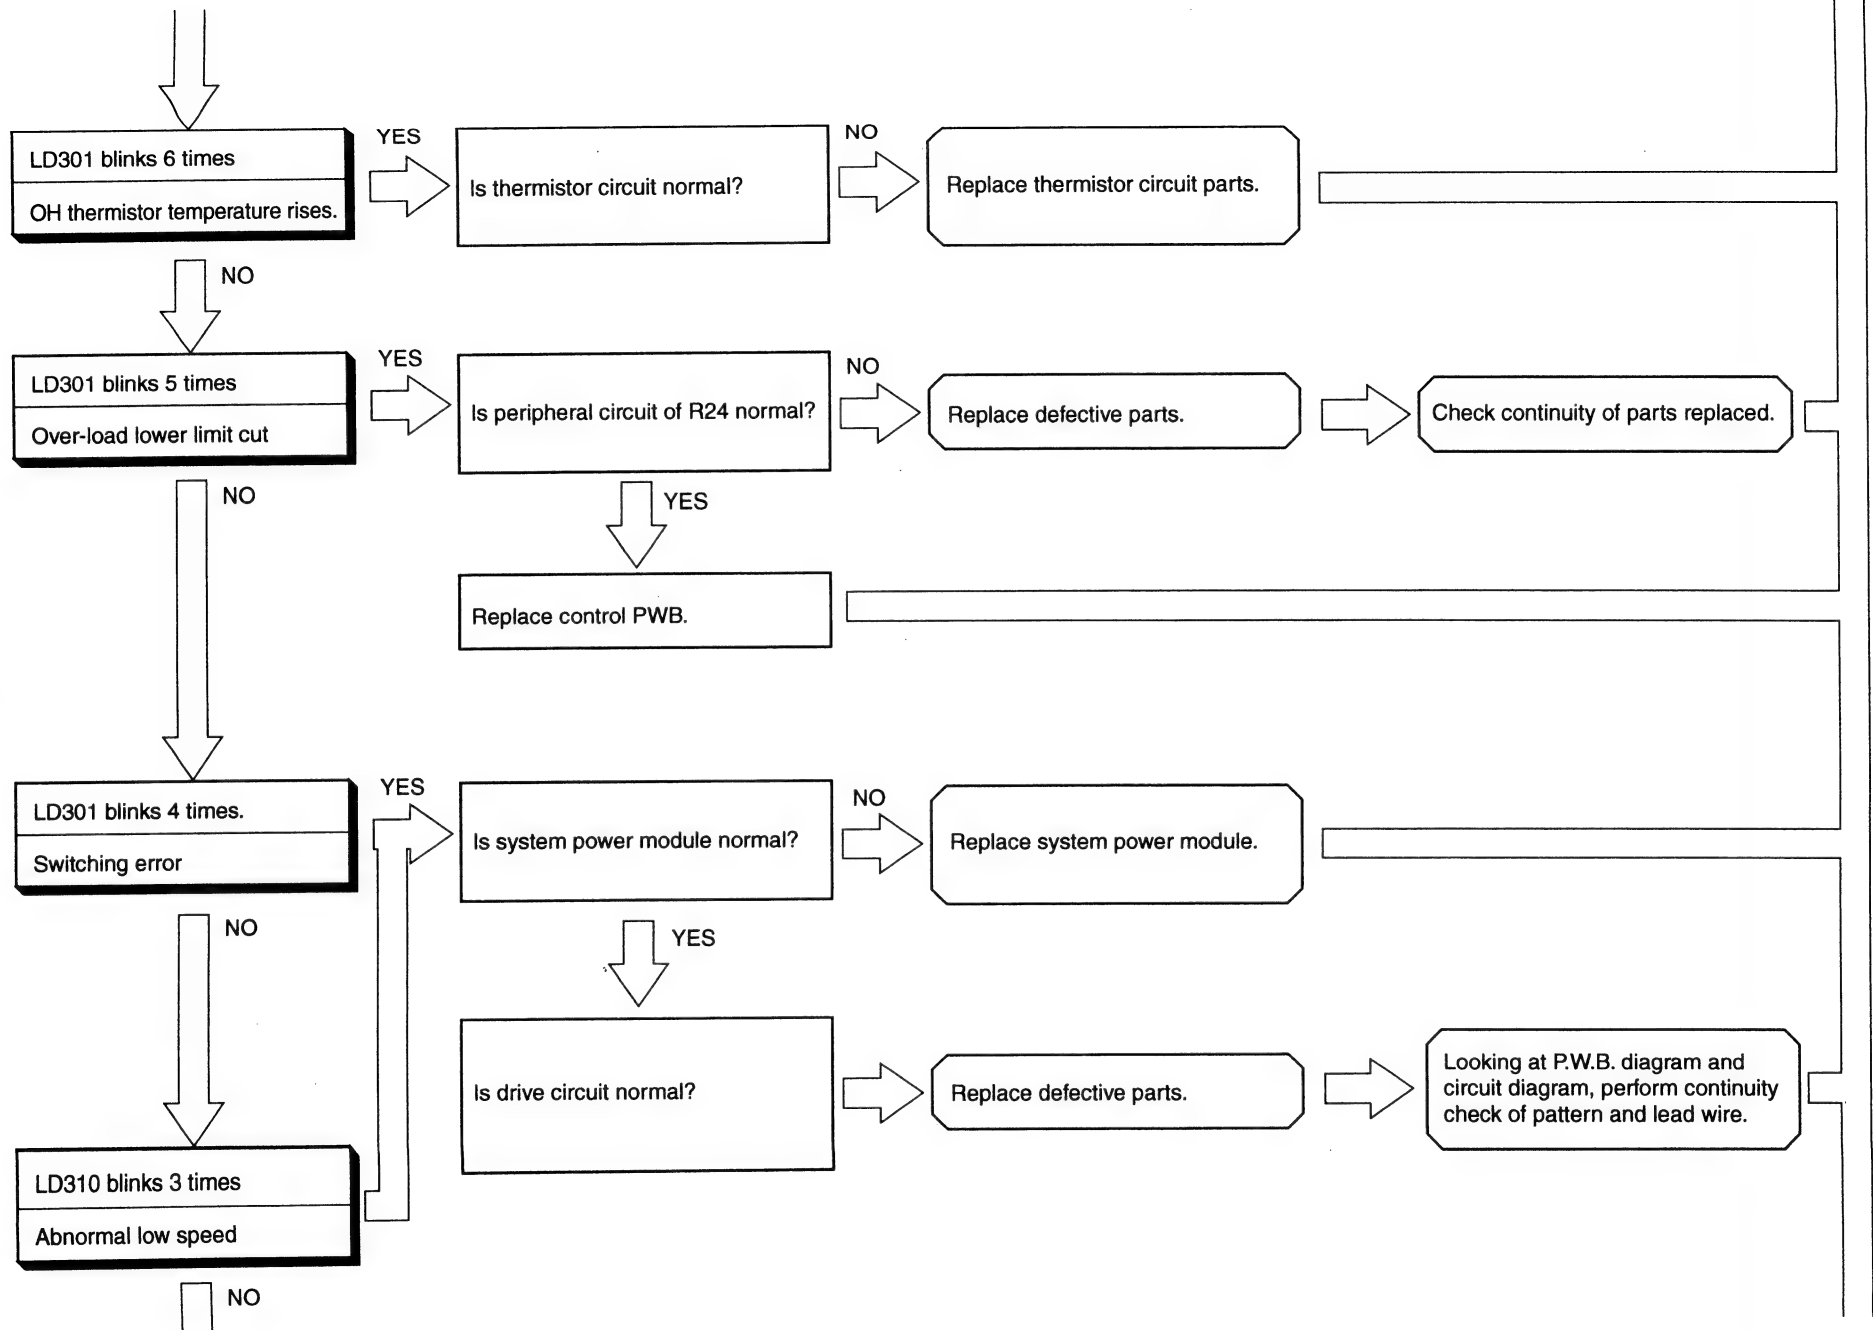 YES
NO
LD301 blinks 6 times
OH thermistor temperature rises.
Is thermistor circuit normal?
Replace thermistor circuit parts.
NO
YES
NO
LD301 blinks 5 times
Over-load lower limit cut
Is peripheral circuit of R24 normal?
Replace defective parts.
Check continuity of parts replaced.
NO
YES
Replace control PWB.
YES
NO
LD301 blinks 4 times.
Switching error
Is system power module normal?
Replace system power module.
NO
YES
Is drive circuit normal?
Replace defective parts.
Looking at P.W.B. diagram and
circuit diagram, perform continuity
check of pattern and lead wire.
LD310 blinks 3 times
Abnormal low speed
NO